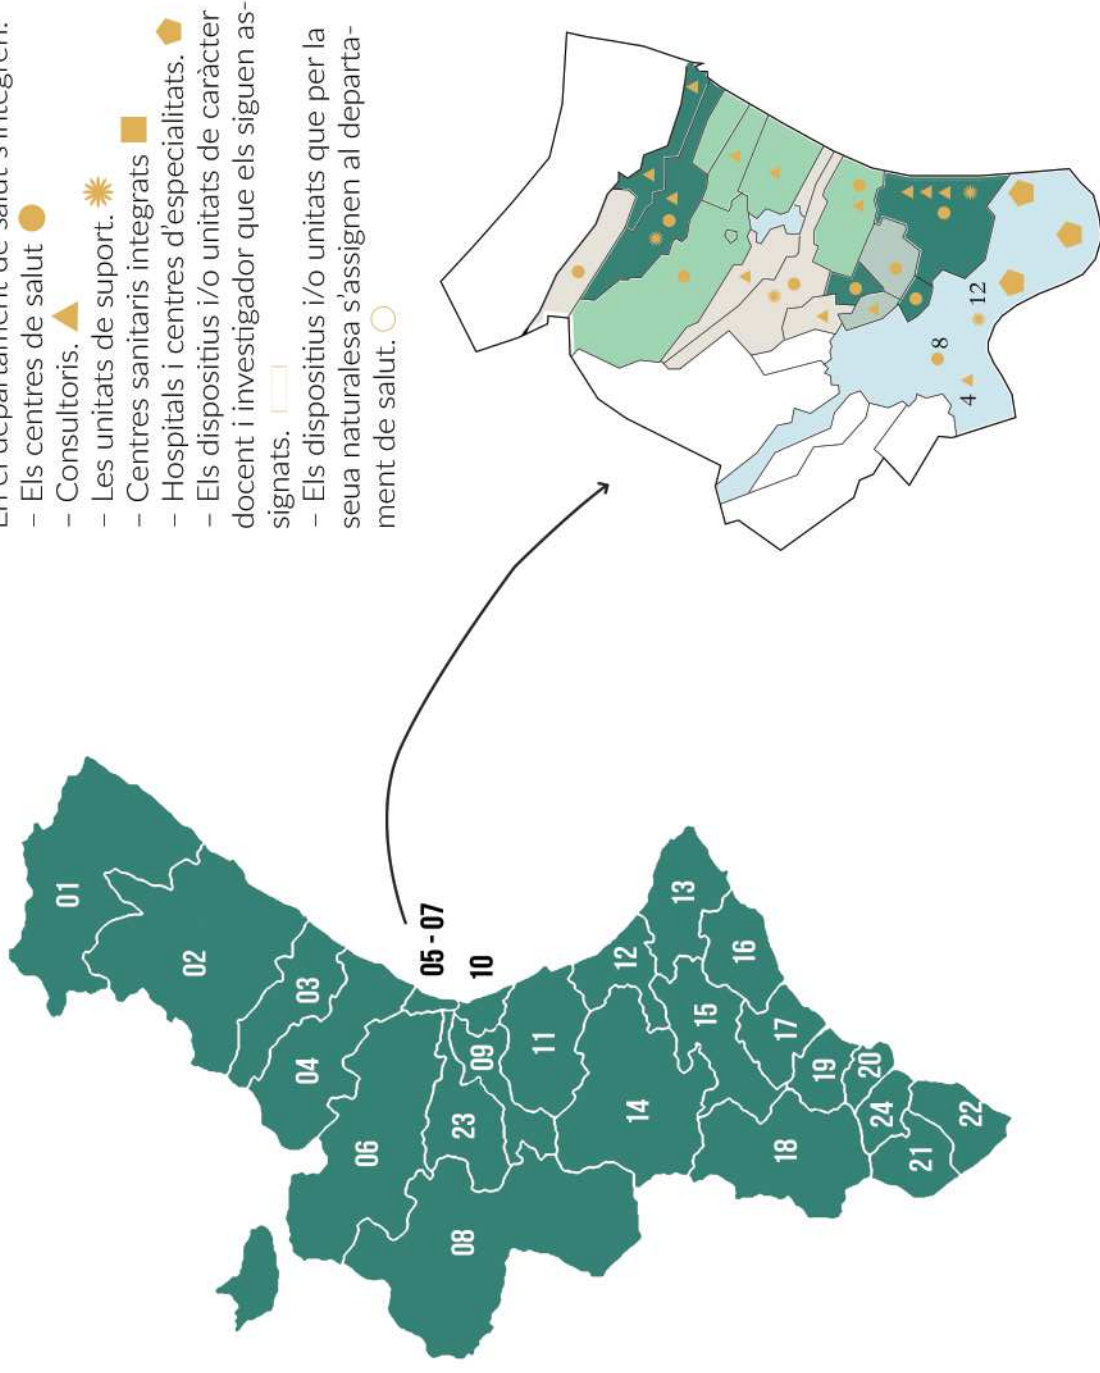 En el departament de salut s'integren:
– Els centres de salut
– Consultoris.
– Les unitats de suport.
– Centres sanitaris integrats
– Hospitals i centres d'especialitats.
– Els dispositius i/o unitats de caràcter
docent i investigador que els siguen as-
signats.
– Els dispositius i/o unitats que per la
seua naturalesa s'assignen al departa-
ment de salut.
01
02
03
04
05 - 07
10
06
09
23
08
11
12
13
14
15
16
17
18
19
20
24
21
22
8
12
4